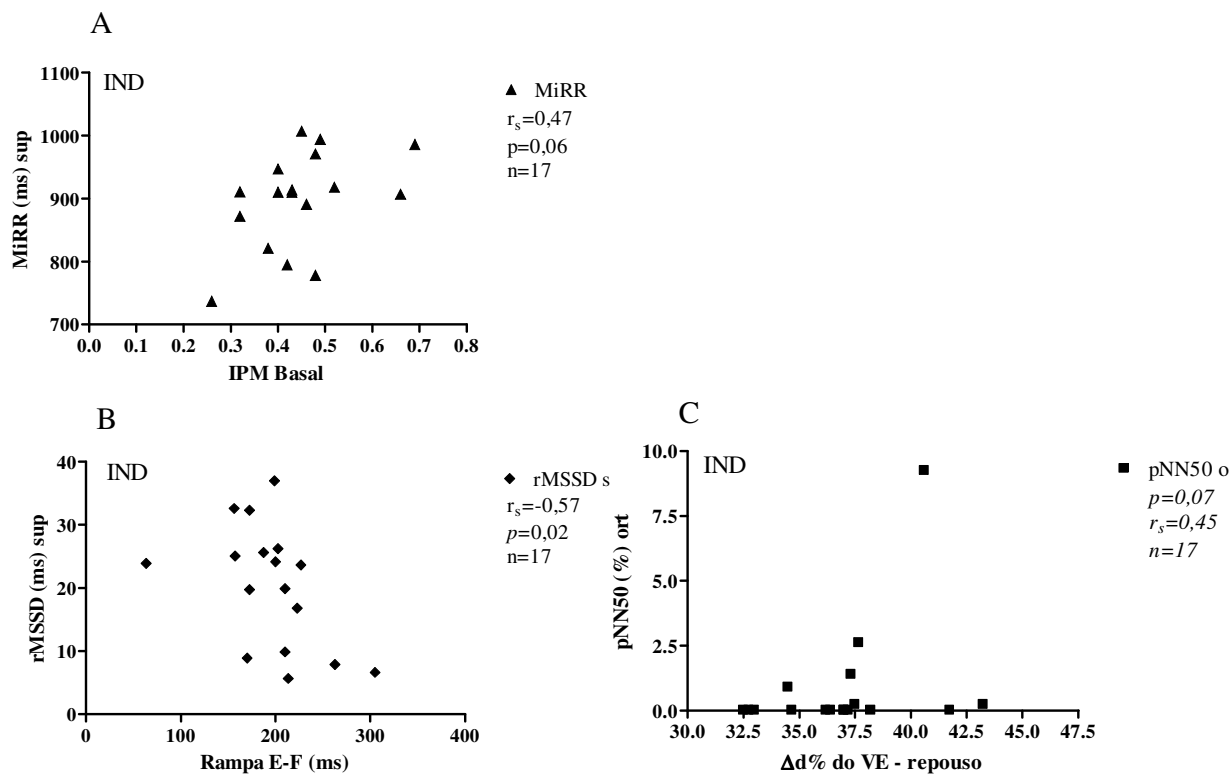 A
IND
1100
1000
900
800
700
MiRR (ms) sup
0.0 0.1 0.2 0.3 0.4 0.5 0.6 0.7 0.8
IPM Basal
MiRR
rs=0,47
p=0,06
n=17
B
IND
40
30
20
10
0
rMSSD (ms) sup
0 100 200 300 400
Rampa E-F (ms)
rMSSD s
rs=-0,57
p=0,02
n=17
C
IND
10.0
7.5
5.0
2.5
0.0
pNN50 (%) ort
30.0 32.5 35.0 37.5 40.0 42.5 45.0 47.5
Δd% do VE - repouso
pNN50 o
p=0,07
rs=0,45
n=17